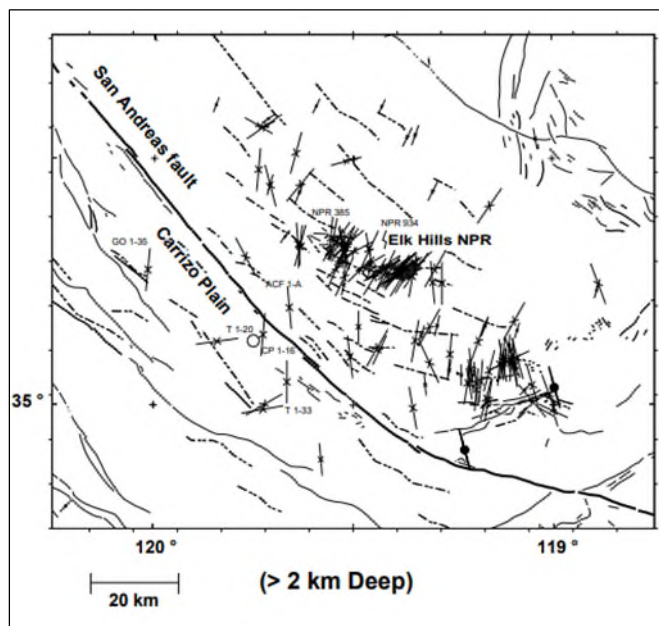 San Andreas fault
NPR 385
NPR 934
Elk Hills NPR
GO 1-35
Carrizo Plain
ACF 1-A
T 1-20
CP 1-16
35 °
T 1-33
120 °
119 °
(> 2 km Deep)
20 km